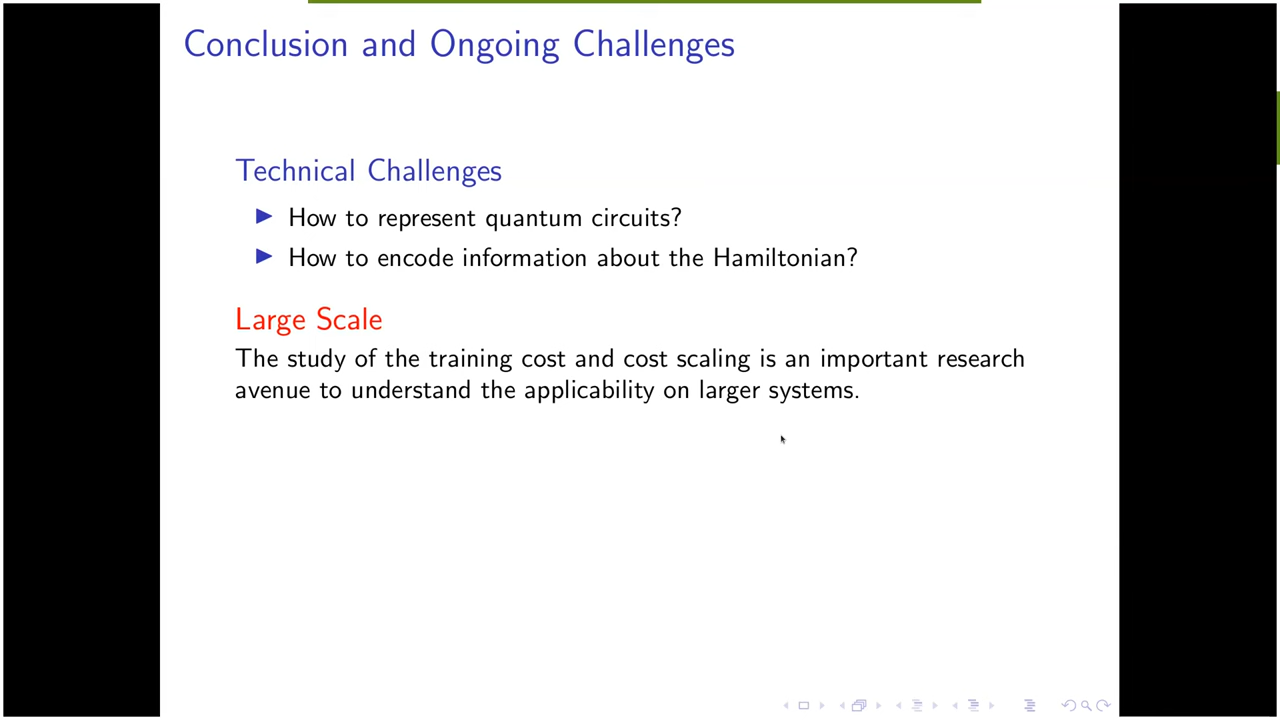 Conclusion and Ongoing Challenges
Technical Challenges
How to represent quantum circuits?
How to encode information about the Hamiltonian?
Large Scale
The study of the training cost and cost scaling is an important research
avenue to understand the applicability on larger systems.